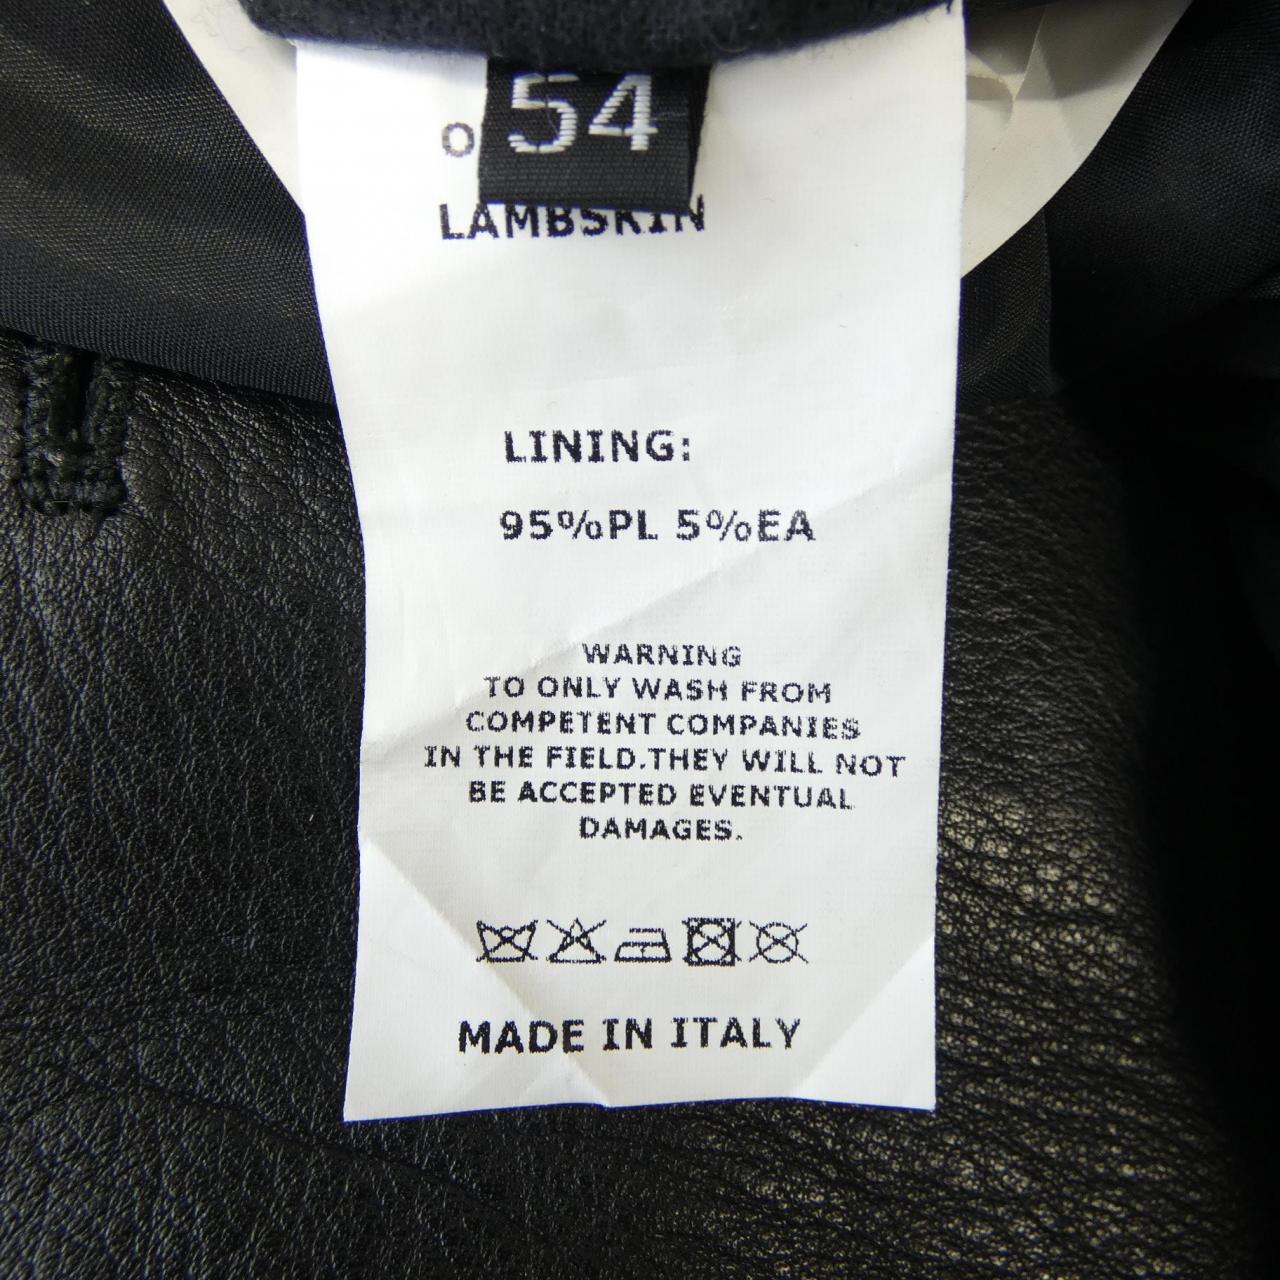 54
LAMBSKIN
LINING:
95%PL 5%EA
WARNING
TO ONLY WASH FROM
COMPETENT COMPANIES
IN THE FIELD.THEY WILL NOT
BE ACCEPTED EVENTUAL
DAMAGES.
MADE IN ITALY